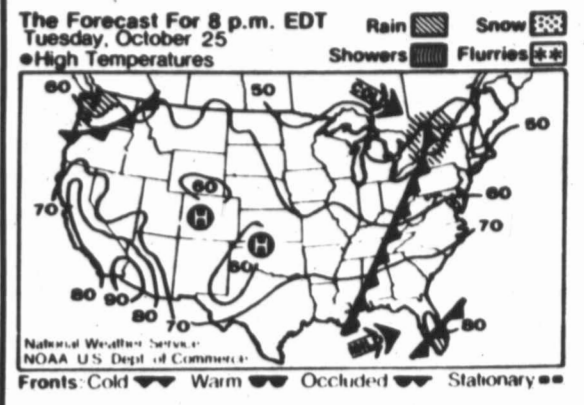 The Forecast For 8 p.m. EDT
Tuesday, October 25
●High Temperatures
Rain
Snow
Showers
Flurries
60
50
50
60
70
60
70
60
80
90
80
70
80
H
H
National Weather Service
NOAA U S Dept of Commerce
Fronts: Cold Warm Occluded Stationary